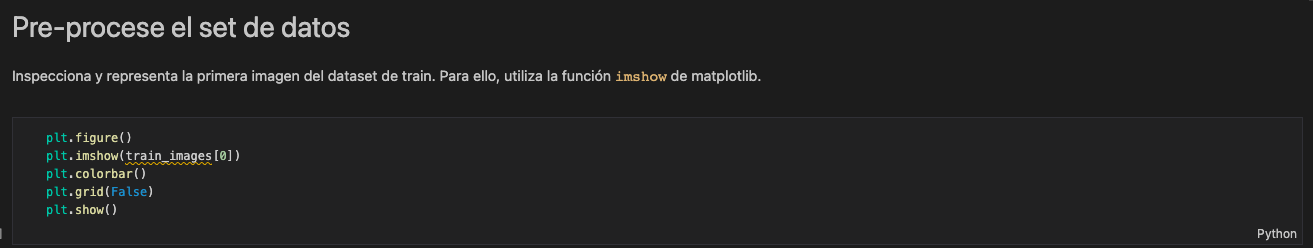 Pre-procese el set de datos
Inspecciona y representa la primera imagen del dataset de train. Para ello, utiliza la función imshow de matplotlib.
plt.figure()
plt.imshow(train_images[0])
plt.colorbar()
plt.grid(False)
plt.show()
Python